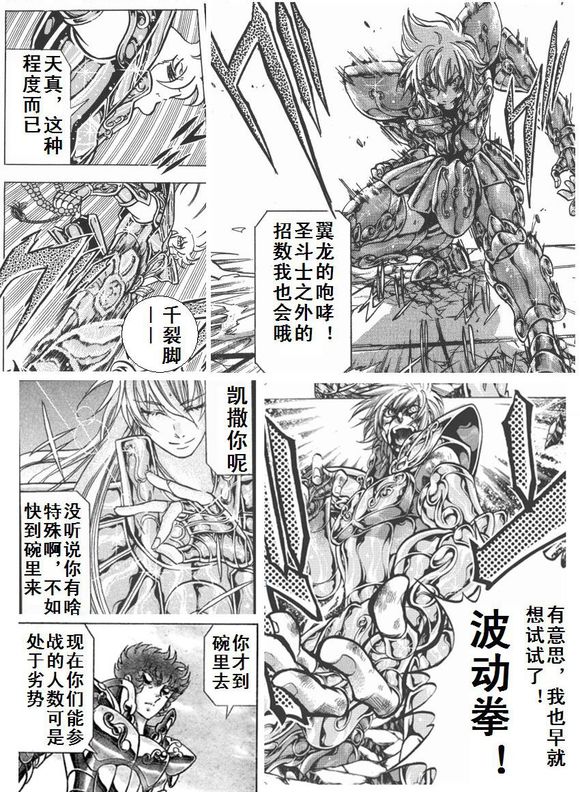 天真，这种
程度而已
千裂脚
——
翼龙的咆哮！
圣斗士之外的
招数我也会哦
凯撒你呢
没听说你有啥
特殊啊，不如
快到碗里来
你才到
碗里去
现在你们能参
战的人数可是
处于劣势
有意思，我也早就
想试试了！
波动拳！